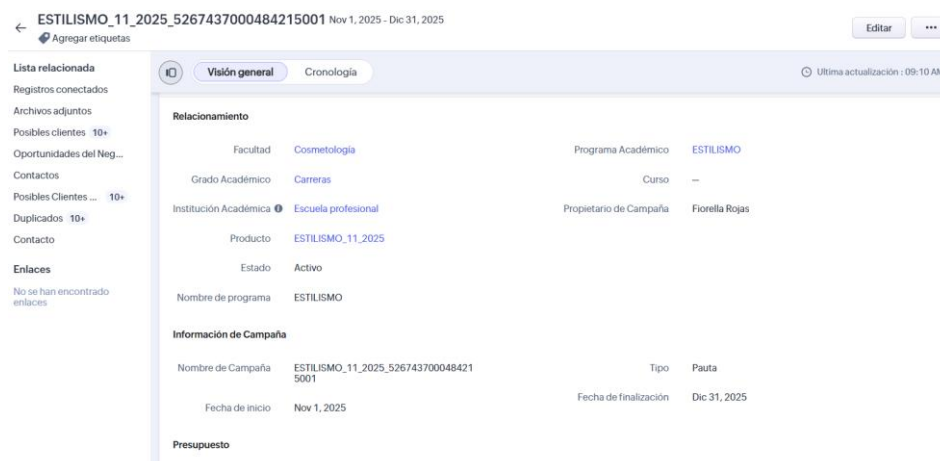 ESTILISMO_11_2025_5267437000484215001 Nov 1, 2025 - Dic 31, 2025
Agregar etiquetas
Editar
Lista relacionada
Registros conectados
Archivos adjuntos
Posibles clientes 10+
Oportunidades del Neg...
Contactos
Posibles Clientes ... 10+
Duplicados 10+
Contacto
Enlaces
No se han encontrado
enlaces
Visión general Cronología
Ultima actualización : 09:10 AM
Relacionamiento
Facultad Cosmetología Programa Académico ESTILISMO
Grado Académico Carreras Curso —
Institución Académica Escuela profesional Propietario de Campaña Fiorella Rojas
Producto ESTILISMO_11_2025
Estado Activo
Nombre de programa ESTILISMO
Información de Campaña
Nombre de Campaña ESTILISMO_11_2025_526743700048421 Tipo Pauta
5001
Fecha de inicio Nov 1, 2025 Fecha de finalización Dic 31, 2025
Presupuesto